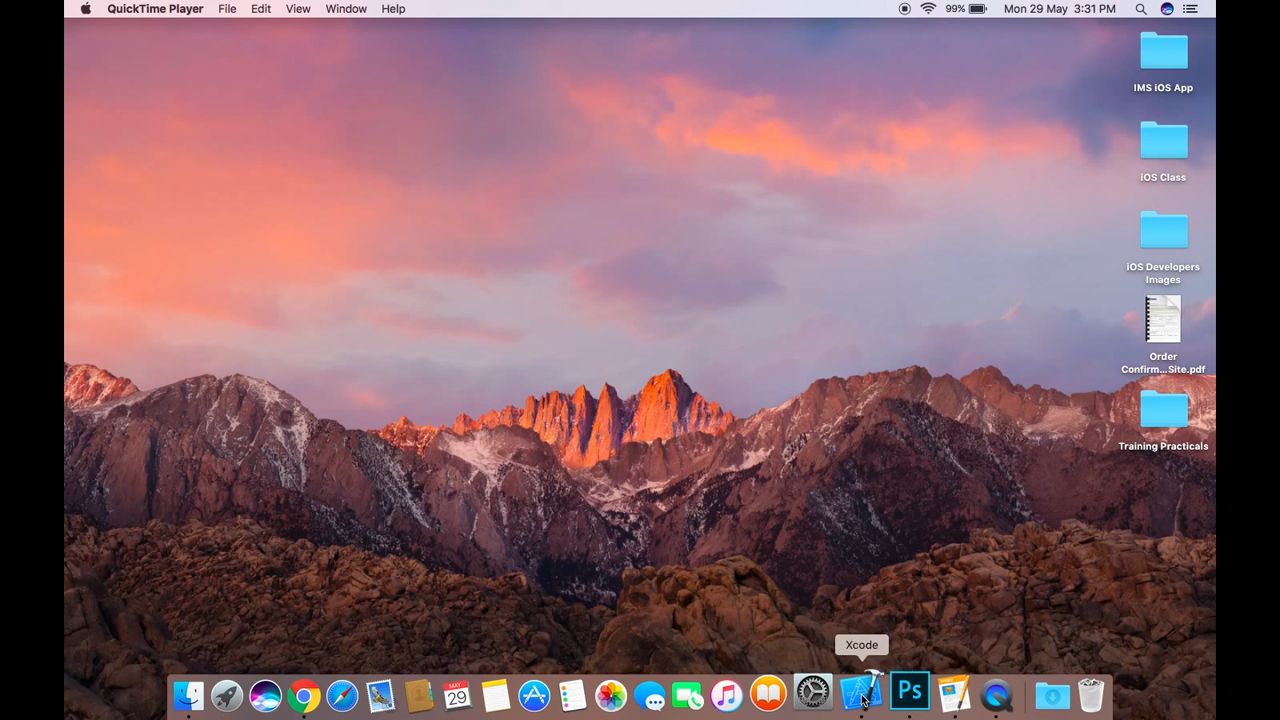 QuickTime Player File Edit View Window Help 99% Mon 29 May 3:31 PM
IMS iOS App
iOS Class
iOS Developers
Images
Order
Confirm...Site.pdf
Training Practicals
Xcode
MAY
29
Ps